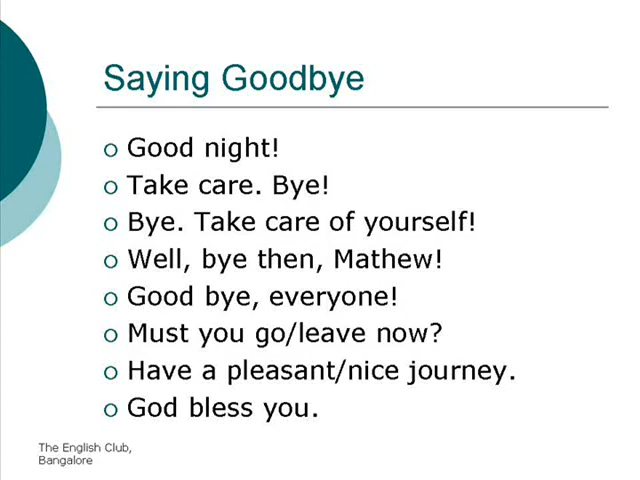 Saying Goodbye
Good night!
Take care. Bye!
Bye. Take care of yourself!
Well, bye then, Mathew!
Good bye, everyone!
Must you go/leave now?
Have a pleasant/nice journey.
God bless you.
The English Club,
Bangalore